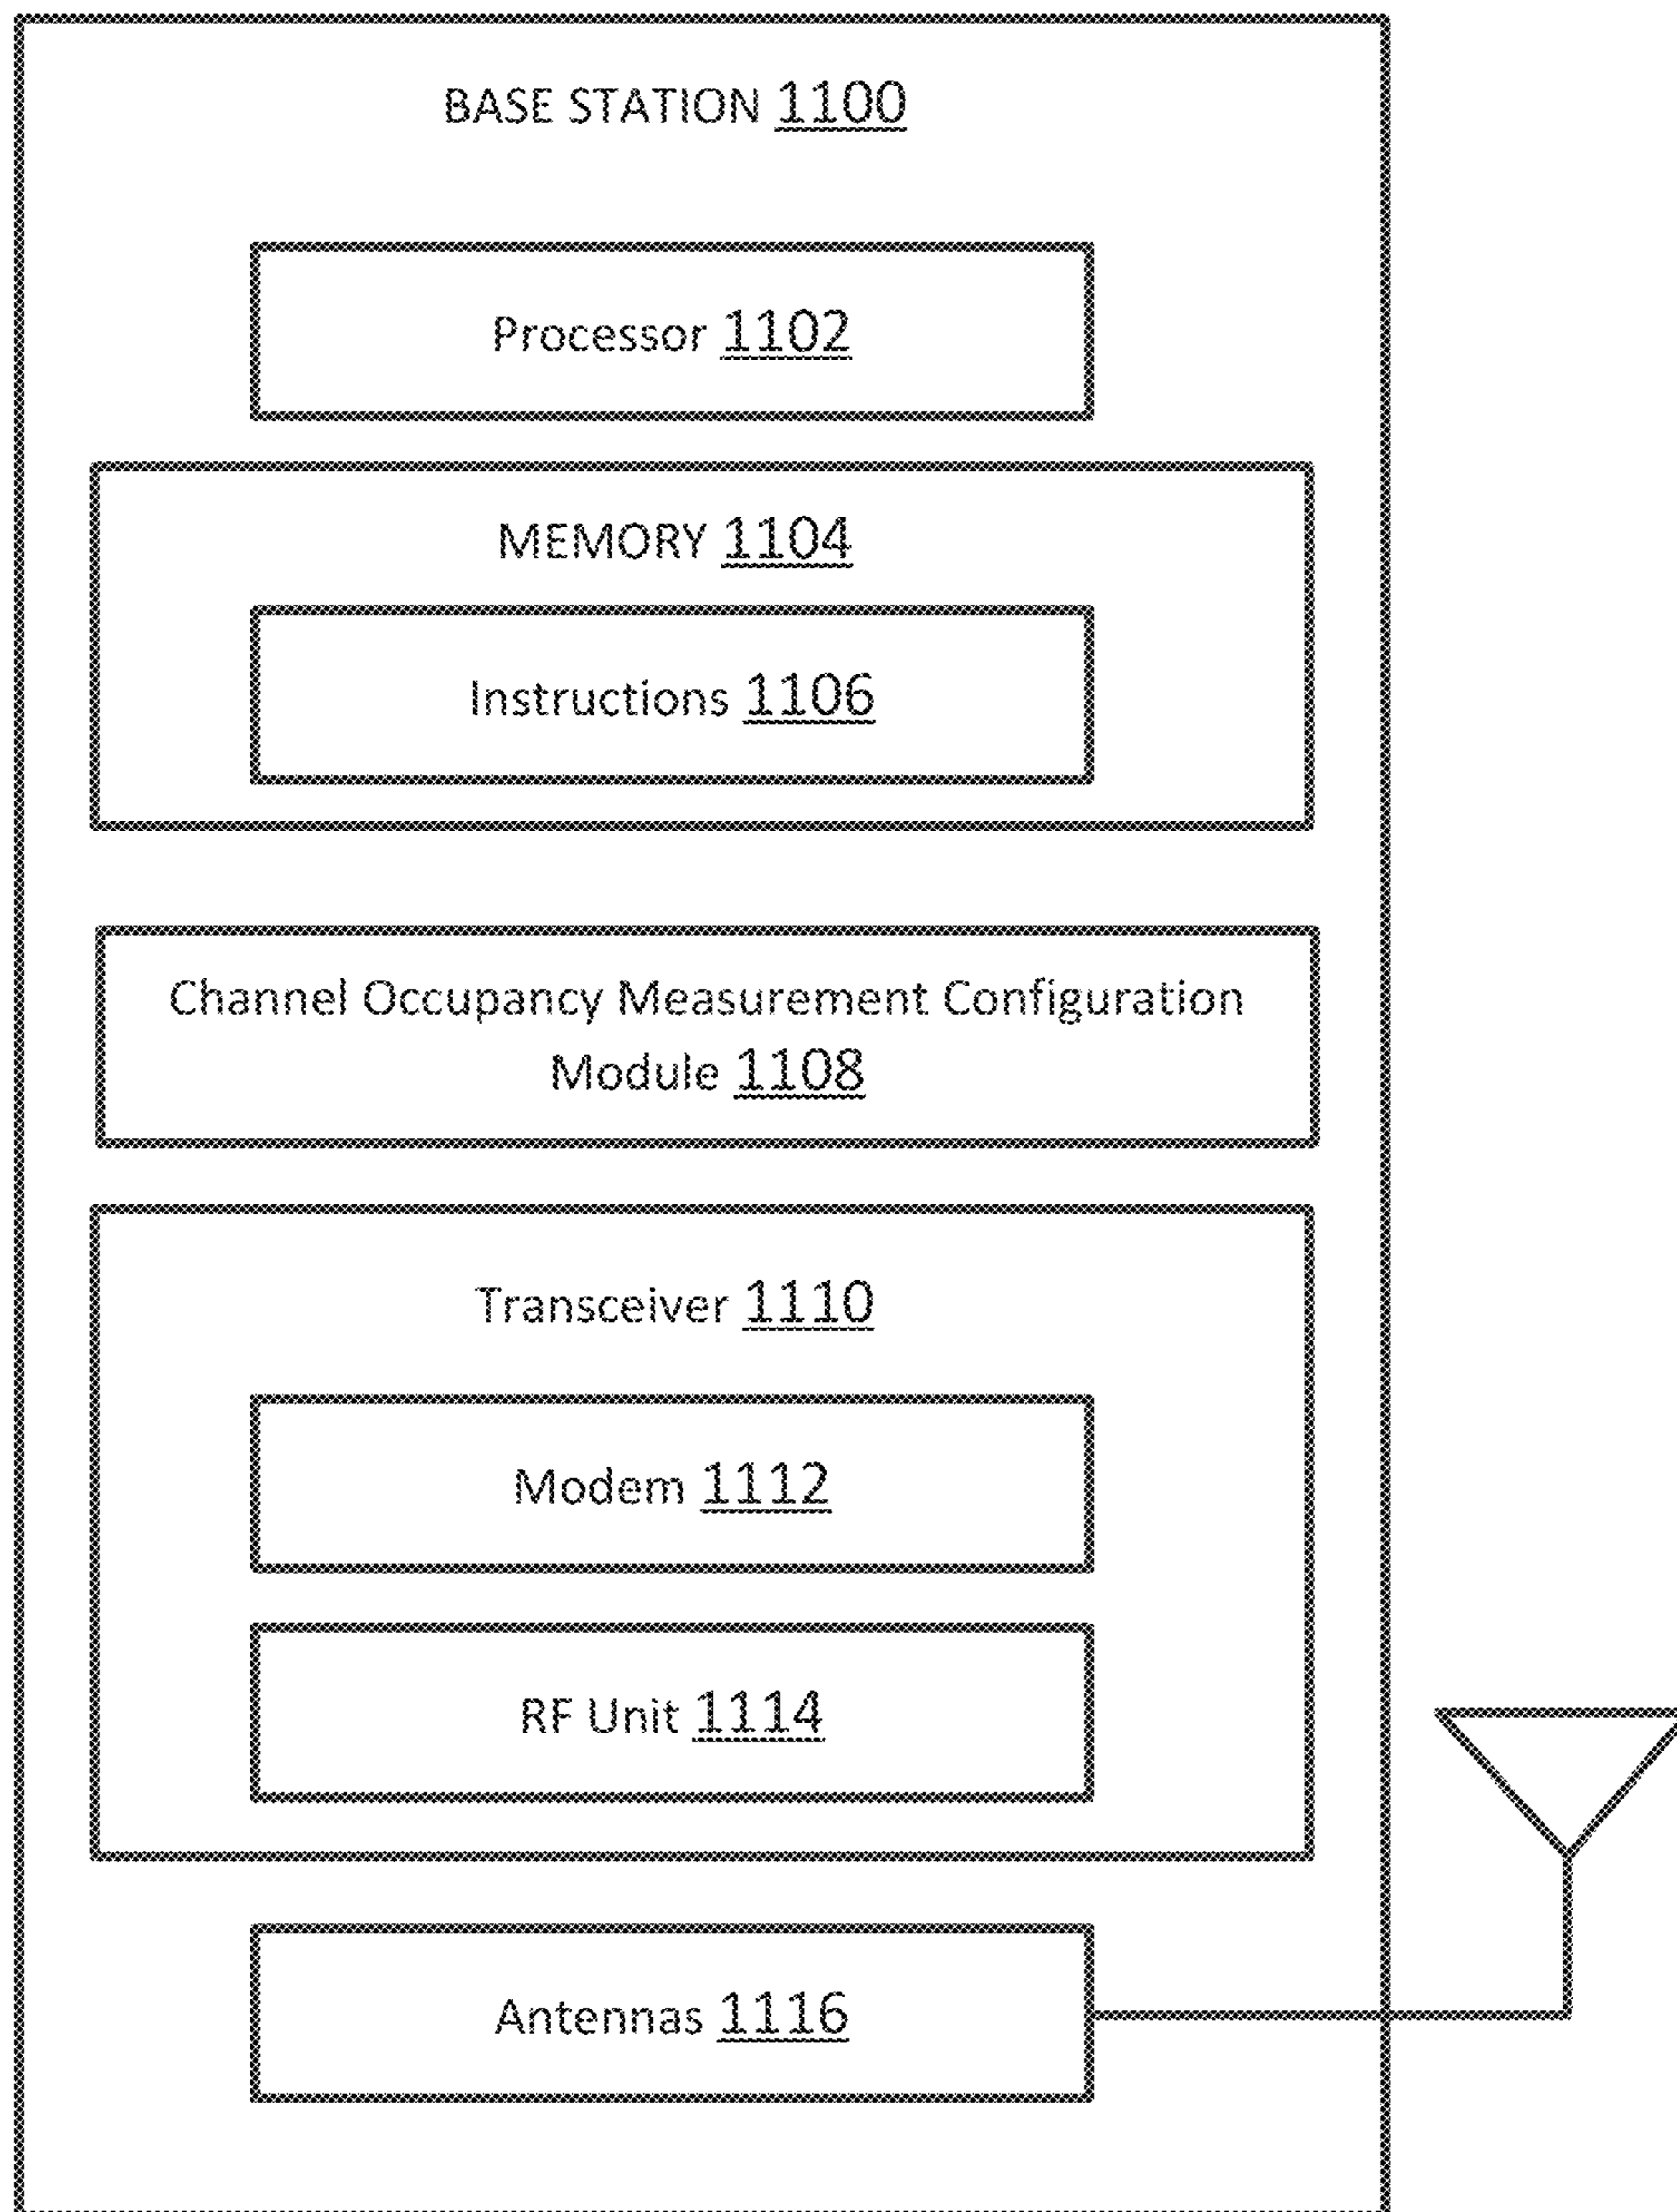 BASE STATION 1100
Processor 1102
MEMORY 1104
Instructions 1106
Channel Occupancy Measurement Configuration
Module 1108
Transceiver 1110
Modem 1112
RF Unit 1114
Antennas 1116